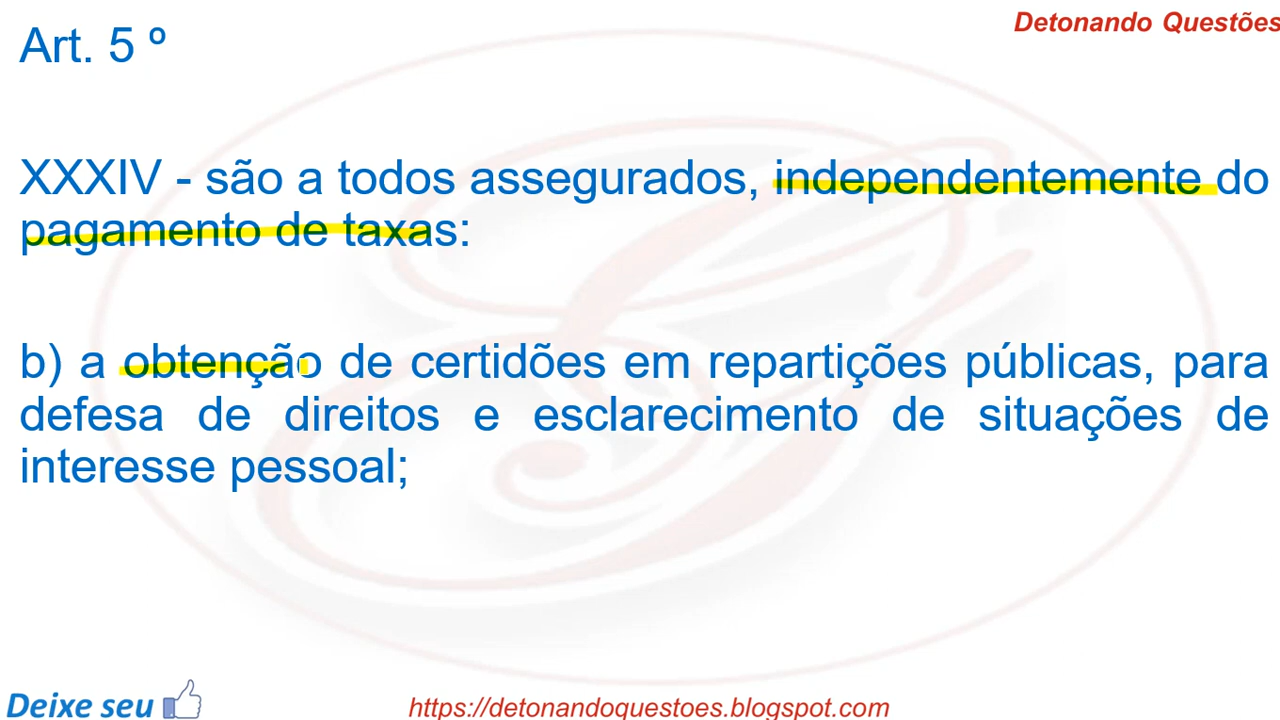 Detonando Questões
Art. 5 º
XXXIV - são a todos assegurados, independentemente do
pagamento de taxas:
b) a obtenção de certidões em repartições públicas, para
defesa de direitos e esclarecimento de situações de
interesse pessoal;
Deixe seu
https://detonandoquestoes.blogspot.com